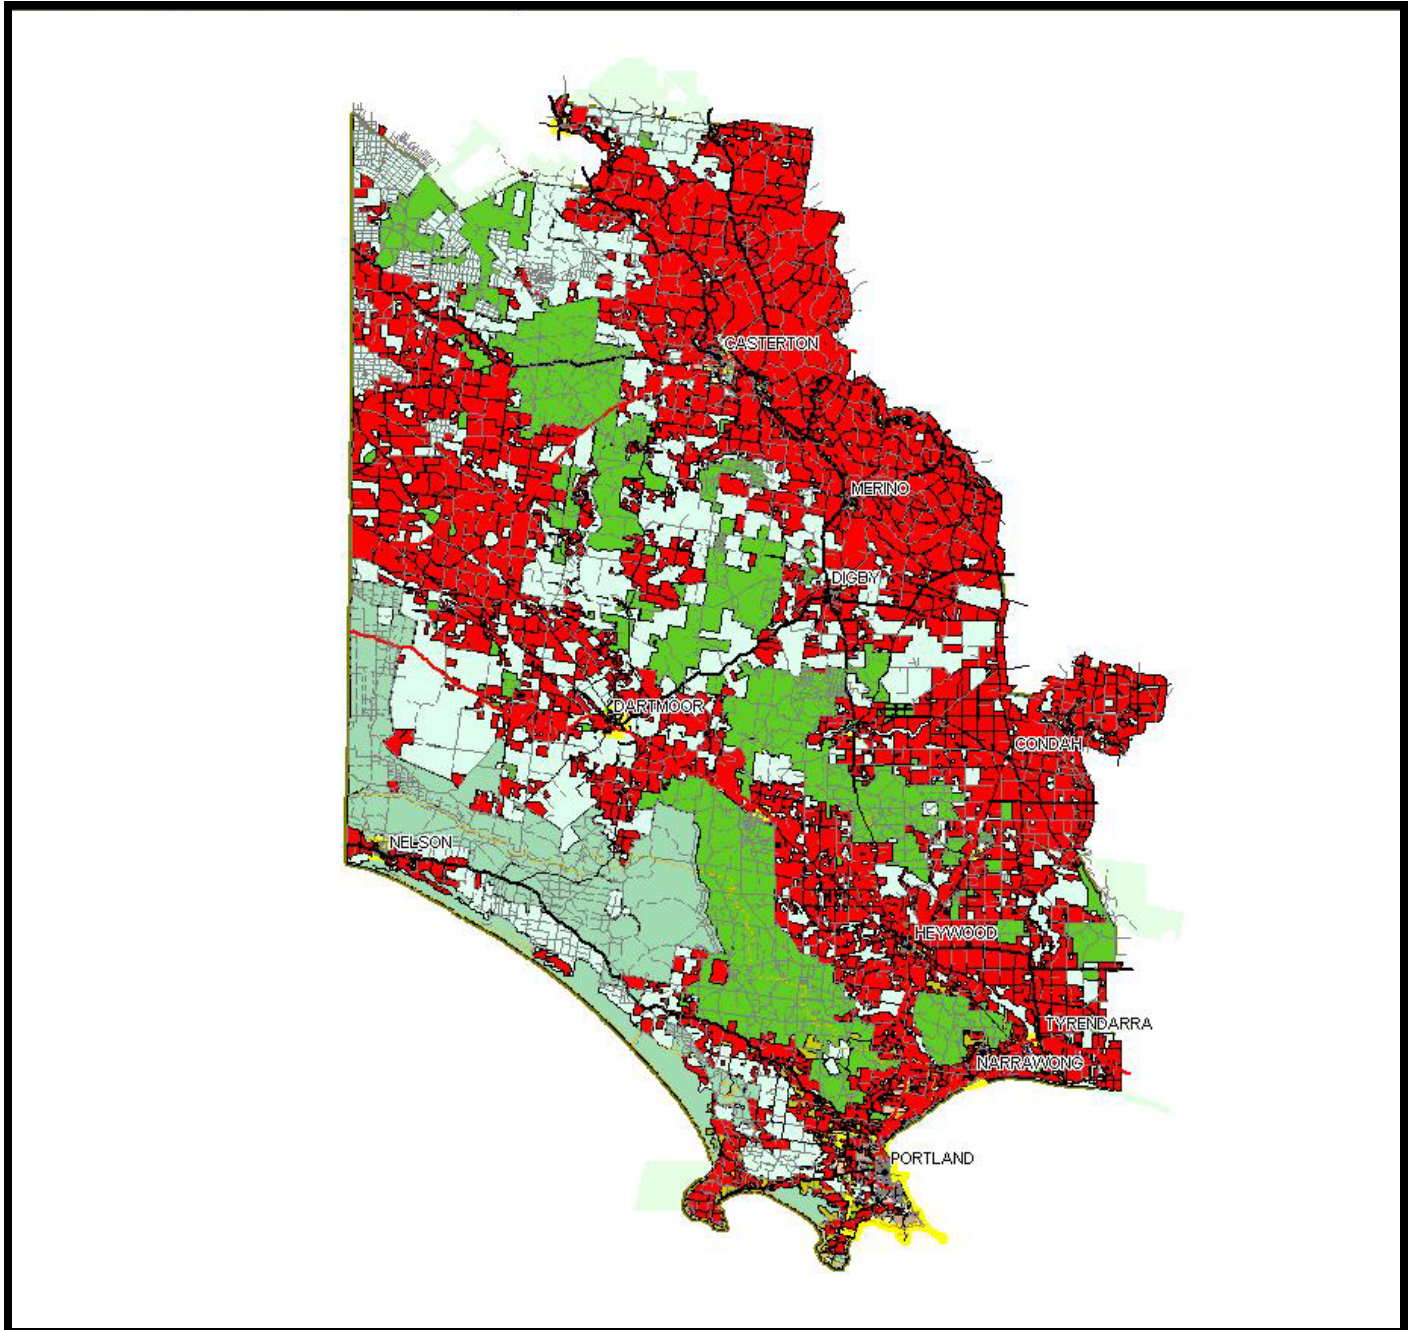 CASTERTON
MERINO
DIGBY
DARTMOOR
CONDAH
NELSON
HEYWOOD
TYRENDARRA
NARRAWONG
PORTLAND